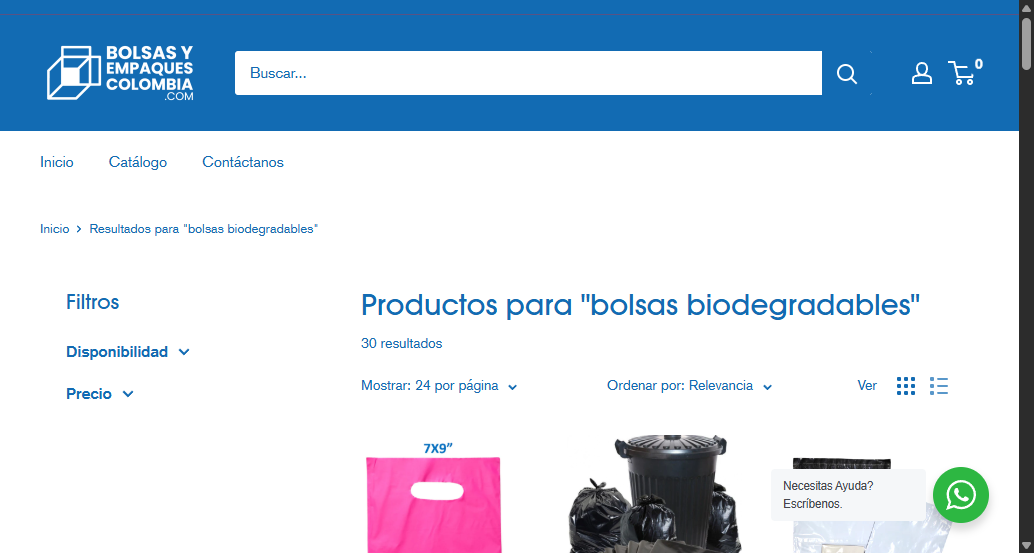 BOLSAS Y
EMPAQUES
COLOMBIA
.COM
Buscar...
0
Inicio
Catálogo
Contáctanos
Inicio
Resultados para "bolsas biodegradables"
Filtros
Disponibilidad
Precio
Productos para "bolsas biodegradables"
30 resultados
Mostrar: 24 por página
Ordenar por: Relevancia
Ver
7X9"
Necesitas Ayuda?
Escríbenos.